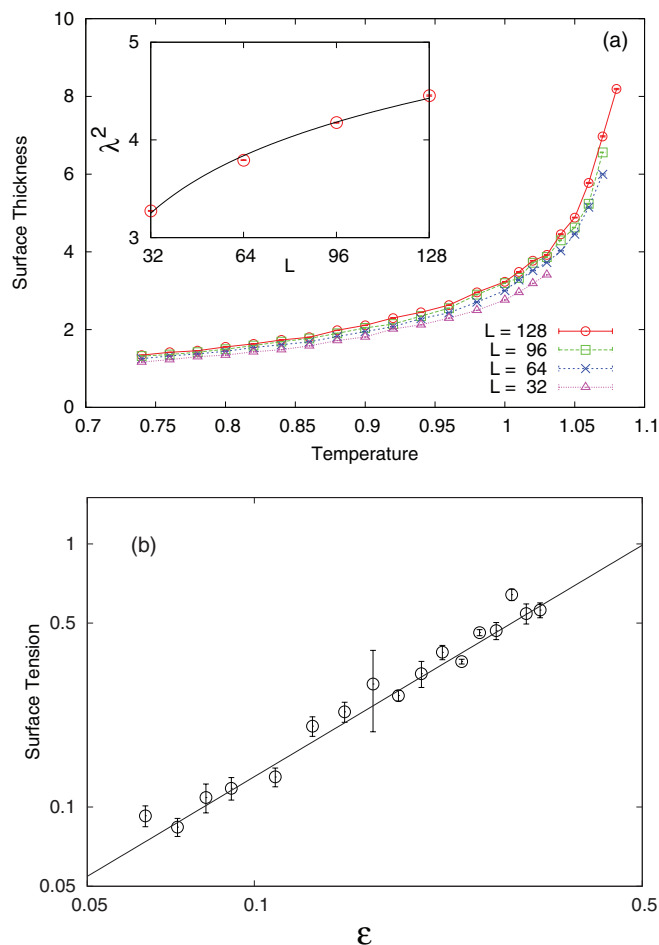 (a)
10
8
6
4
2
0
Surface Thickness
0.7 0.75 0.8 0.85 0.9 0.95 1 1.05 1.1
Temperature
5
4
3
λ²
32 64 96 128
L
L = 128
L = 96
L = 64
L = 32
(b)
1
0.5
0.1
0.05
Surface Tension
0.05 0.1 0.5
ε